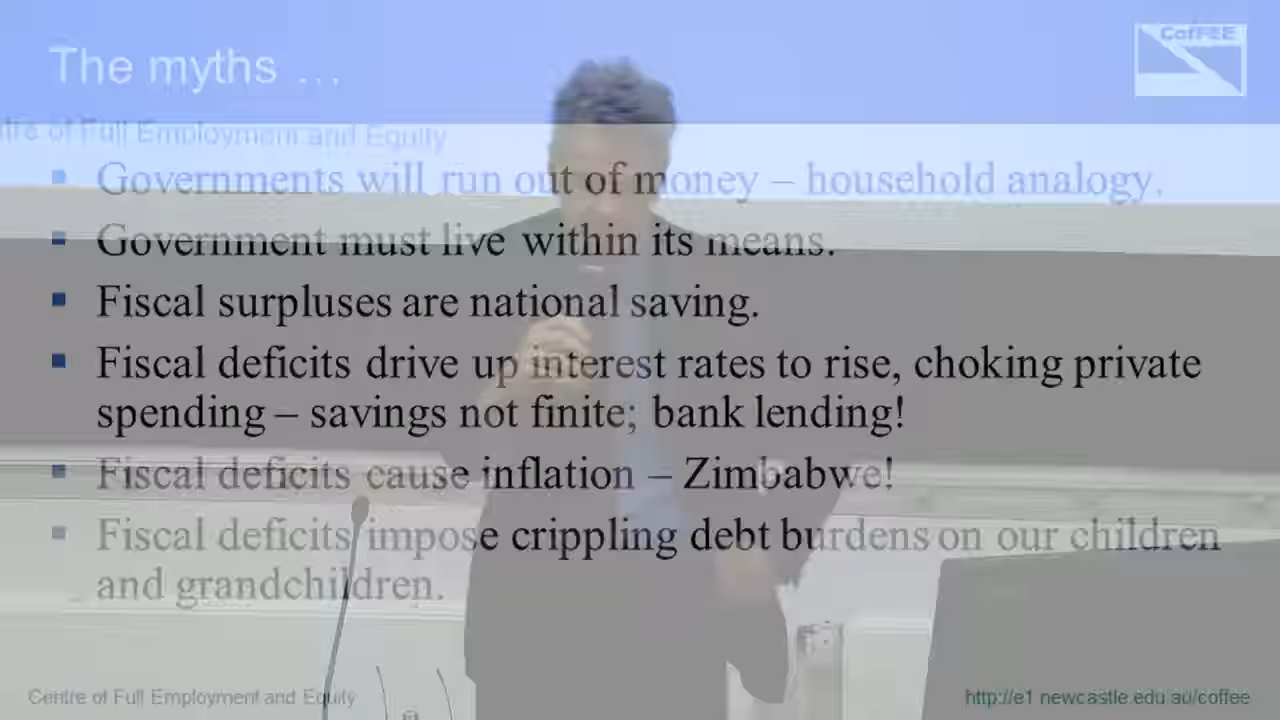 The myths ...
CofFEE
tre of Full Employment and Equity
Governments will run out of money – household analogy.
Government must live within its means.
Fiscal surpluses are national saving.
Fiscal deficits drive up interest rates to rise, choking private
spending – savings not finite; bank lending!
Fiscal deficits cause inflation – Zimbabwe!
Fiscal deficits impose crippling debt burdens on our children
and grandchildren.
Centre of Full Employment and Equity
http://e1.newcastle.edu.au/coffee